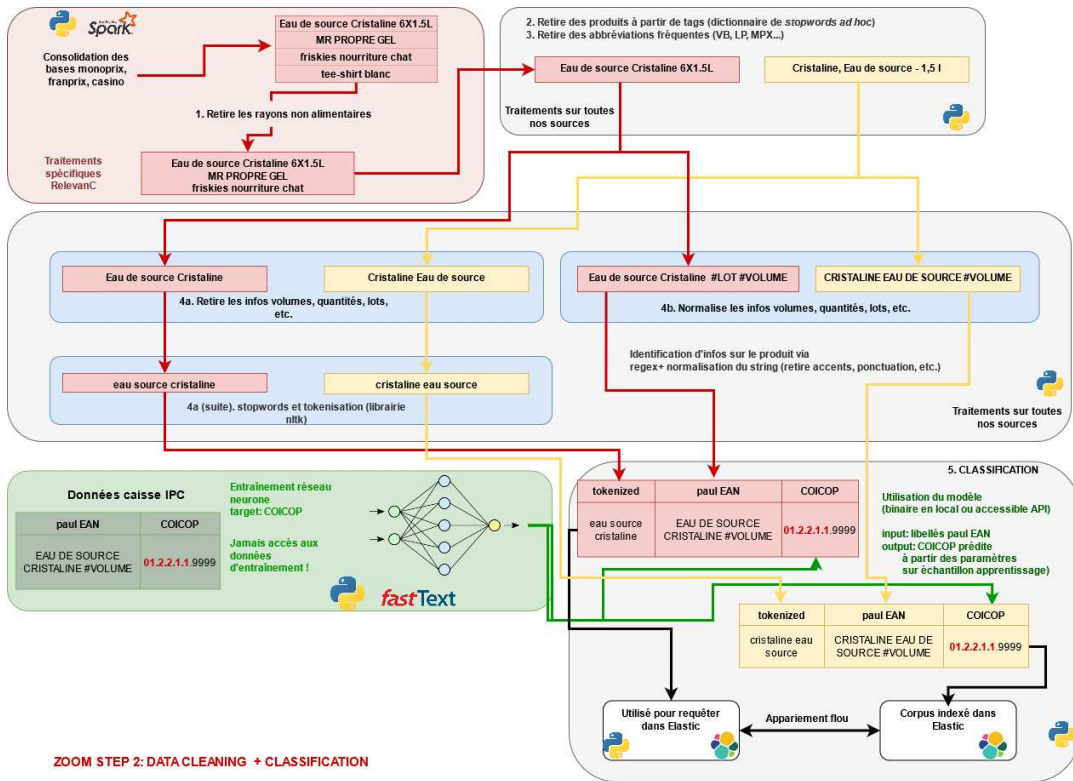 APACHE Spark
Consolidation des
bases monoprix,
franprix, casino
Eau de source Cristaline 6X1.5L
MR PROPRE GEL
friskies nourriture chat
tee-shirt blanc
1. Retire les rayons non alimentaires
Traitements
spécifiques
RelevanC
Eau de source Cristaline 6X1.5L
MR PROPRE GEL
friskies nourriture chat
2. Retire des produits à partir de tags (dictionnaire de stopwords ad hoc)
3. Retire des abbréviations fréquentes (VB, LP, MPX...)
Eau de source Cristaline 6X1.5L
Cristaline, Eau de source - 1,5 l
Traitements sur toutes
nos sources
Eau de source Cristaline
Cristaline Eau de source
4a. Retire les infos volumes, quantités, lots,
etc.
Eau de source Cristaline #LOT #VOLUME
CRISTALINE EAU DE SOURCE #VOLUME
4b. Normalise les infos volumes, quantités, lots, etc.
Identification d'infos sur le produit via
regex+ normalisation du string (retire accents, ponctuation, etc.)
eau source cristaline
cristaline eau source
4a (suite). stopwords et tokenisation (librairie
nltk)
Traitements sur toutes
nos sources
Données caisse IPC
paul EAN
COICOP
EAU DE SOURCE
CRISTALINE #VOLUME
01.2.2.1.1.9999
Entraînement réseau
neurone
target: COICOP
Jamais accès aux
données
d'entraînement !
fastText
5. CLASSIFICATION
tokenized
paul EAN
COICOP
eau source
cristaline
EAU DE SOURCE
CRISTALINE #VOLUME
01.2.2.1.1.9999
Utilisation du modèle
(binaire en local ou accessible API)
input: libellés paul EAN
output: COICOP prédite
à partir des paramètres
sur échantillon apprentissage)
tokenized
paul EAN
COICOP
cristaline eau
source
CRISTALINE EAU DE
SOURCE #VOLUME
01.2.2.1.1.9999
Utilisé pour requêter
dans Elastic
Appariement flou
Corpus indexé dans
Elastic
ZOOM STEP 2: DATA CLEANING + CLASSIFICATION